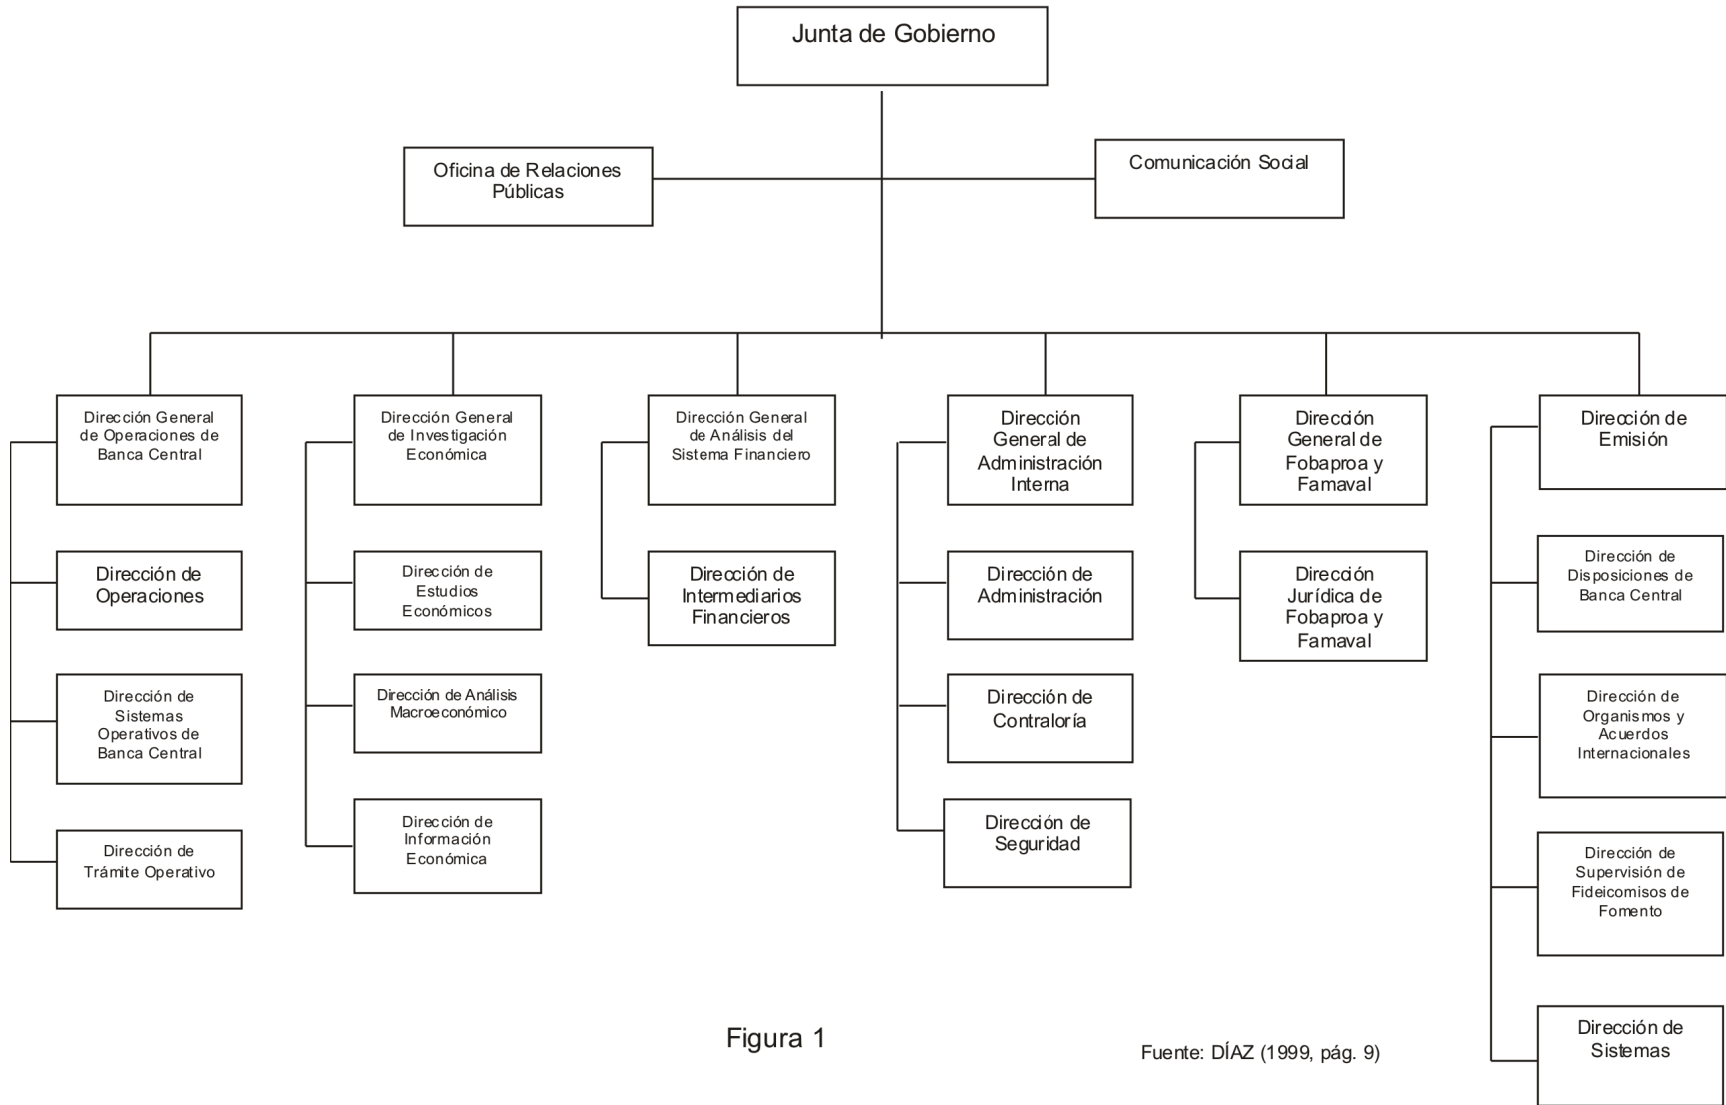 Junta de Gobierno
Oficina de Relaciones
Públicas
Comunicación Social
Dirección General
de Operaciones de
Banca Central
Dirección de
Operaciones
Dirección de
Sistemas
Operativos de
Banca Central
Dirección de
Trámite Operativo
Dirección General
de Investigación
Económica
Dirección de
Estudios
Económicos
Dirección de Análisis
Macroeconómico
Dirección de
Información
Económica
Dirección General
de Análisis del
Sistema Financiero
Dirección de
Intermediarios
Financieros
Dirección
General de
Administración
Interna
Dirección de
Administración
Dirección de
Contraloría
Dirección de
Seguridad
Dirección
General de
Fobaproa y
Famaval
Dirección
Jurídica de
Fobaproa y
Famaval
Dirección de
Emisión
Dirección de
Disposiciones de
Banca Central
Dirección de
Organismos y
Acuerdos
Internacionales
Dirección de
Supervisión de
Fideicomisos de
Fomento
Dirección de
Sistemas
Figura 1
Fuente: DÍAZ (1999, pág. 9)